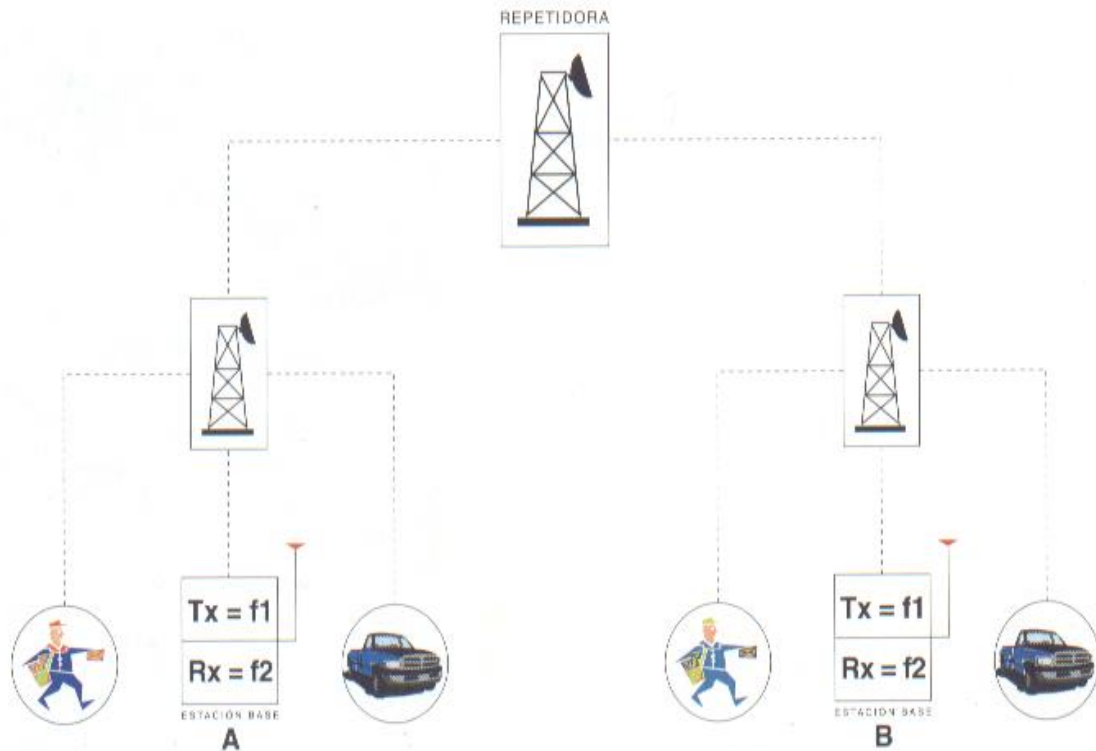 REPETIDORA
Tx = f1
Rx = f2
ESTACION BASE
A
Tx = f1
Rx = f2
ESTACION BASE
B